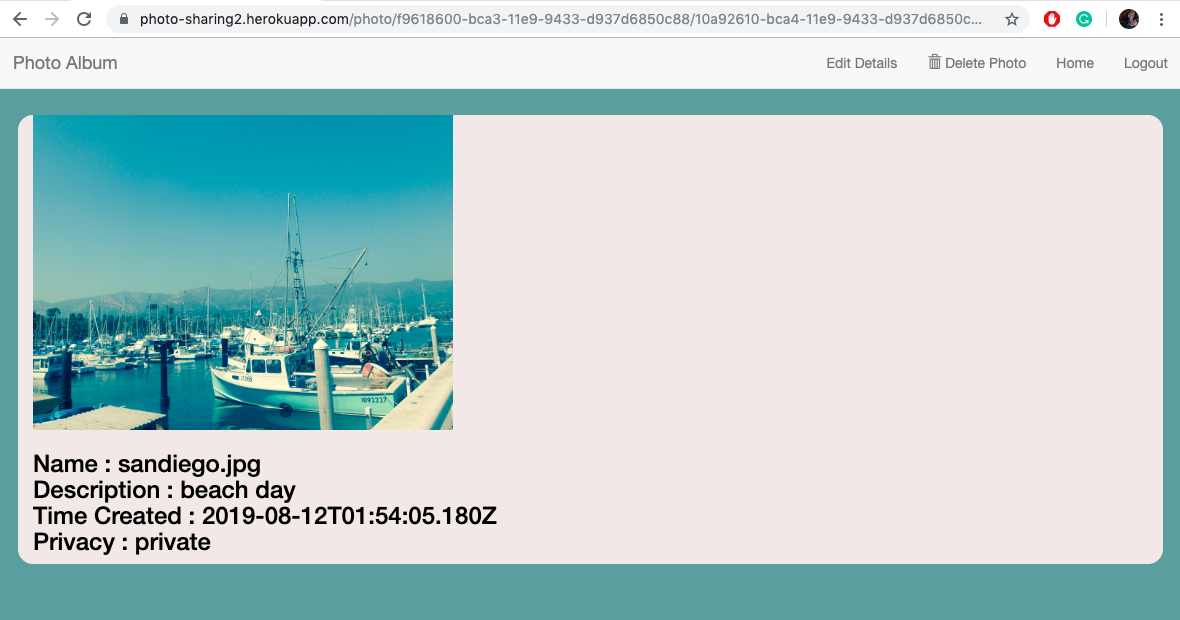 photo-sharing2.herokuapp.com/photo/f9618600-bca3-11e9-9433-d937d6850c88/10a92610-bca4-11e9-9433-d937d6850c...
Photo Album
Edit Details
Delete Photo
Home
Logout
Name : sandiego.jpg
Description : beach day
Time Created : 2019-08-12T01:54:05.180Z
Privacy : private